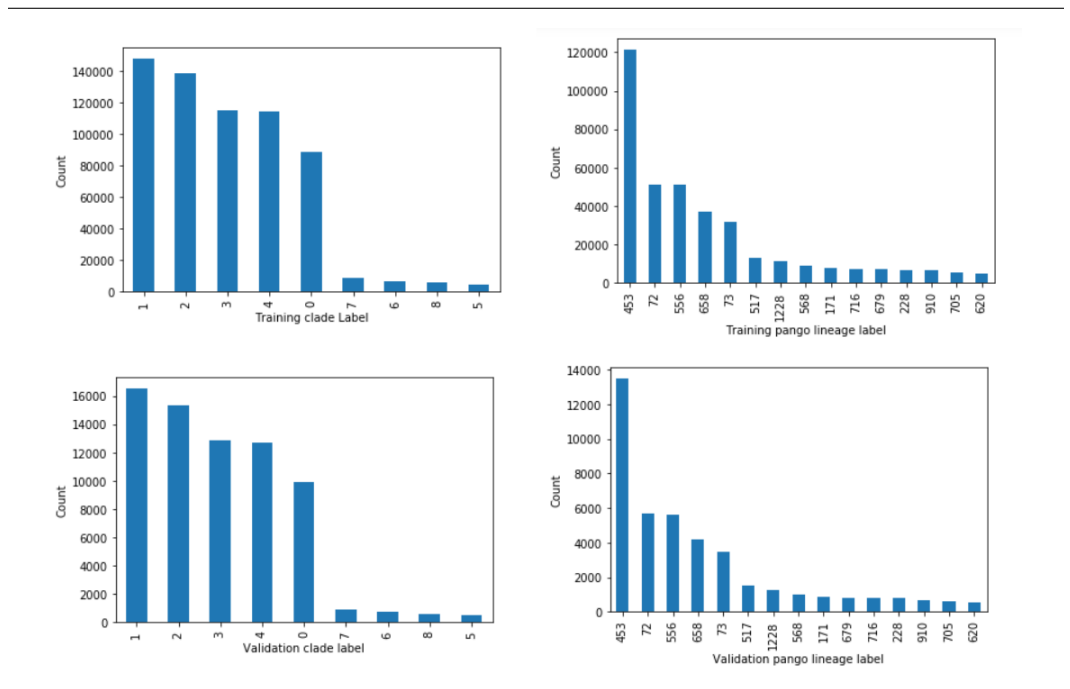 140000
120000
100000
80000
60000
40000
20000
0
Count
1 2 3 4 0 7 6 8 5
Training clade Label
120000
100000
80000
60000
40000
20000
0
Count
453 72 556 658 73 517 1228 568 171 716 679 228 910 705 620
Training pango lineage label
16000
14000
12000
10000
8000
6000
4000
2000
0
Count
1 2 3 4 0 7 6 8 5
Validation clade label
14000
12000
10000
8000
6000
4000
2000
0
Count
453 72 556 658 73 517 1228 568 171 679 716 228 910 705 620
Validation pango lineage label